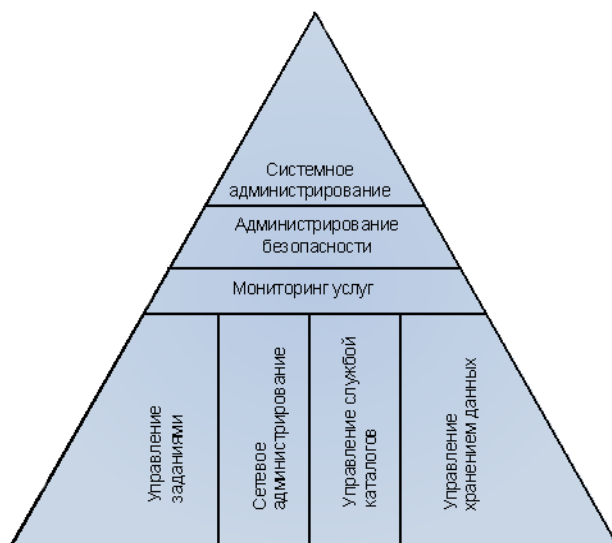 Системное
администрирование
Администрирование
безопасности
Мониторинг услуг
Управление
заданиями
Сетевое
администрирование
Управление службой
каталогов
Управление
хранением данных